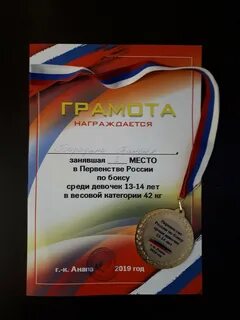 ГРАМОТА
НАГРАЖДАЕТСЯ
занявшая МЕСТО
в Первенстве России
по боксу
среди девочек 13-14 лет
в весовой категории 42 кг
г.-к. Анапа 2019 год